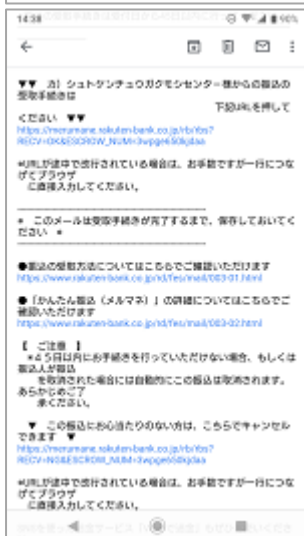 14:38
90%
▼▼ カ）シュトケンチュウガクモシセンター 様からの振込の
受取手続きは
下記URLを押して
ください ▼▼
https://merumane.rakuten-bank.co.jp/rb/tbs?
RECV=OK&ESCROW_NUM=3wpge650kjdaa
*URLが途中で改行されている場合は、お手数ですが一行につな
げてブラウザ
に直接入力してください。
* このメールは受取手続きが完了するまで、保存しておいてく
ださい *
●振込の受取方法についてはこちらでご確認いただけます
https://www.rakuten-bank.co.jp/rd/fes/mail/003-01.html
●「かんたん振込（メルマネ）」の詳細についてはこちらでご
確認いただけます
https://www.rakuten-bank.co.jp/rd/fes/mail/003-02.html
【 ご注意 】
*４５日以内にお手続きを行っていただけない場合、もしくは
振込人が振込
を取消された場合には自動的にこの振込は取消されます。
あらかじめご了
承ください。
▼ この振込にお心当たりのない方は、こちらでキャンセル
できます ▼
https://merumane.rakuten-bank.co.jp/rb/tbs?
RECV=NG&ESCROW_NUM=3wpge650kjdaa
*URLが途中で改行されている場合は、お手数ですが一行につな
げてブラウザ
に直接入力してください。